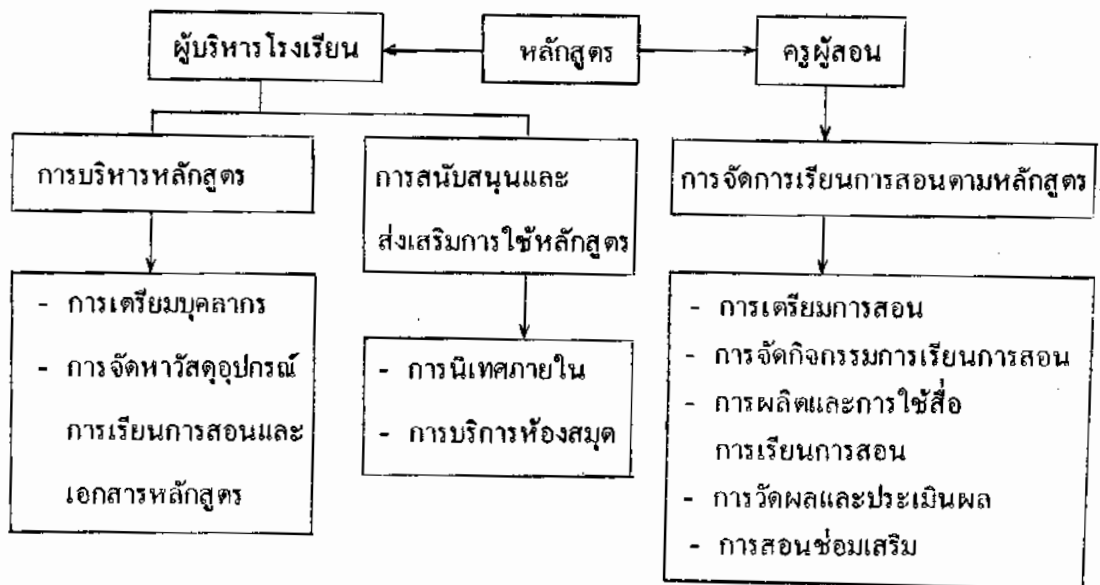 ผู้บริหารโรงเรียน
หลักสูตร
ครูผู้สอน
การบริหารหลักสูตร
การสนับสนุนและ
ส่งเสริมการใช้หลักสูตร
การจัดการเรียนการสอนตามหลักสูตร
- การเตรียมบุคลากร
- การจัดหาวัสดุอุปกรณ์
การเรียนการสอนและ
เอกสารหลักสูตร
- การนิเทศภายใน
- การบริการห้องสมุด
- การเตรียมการสอน
- การจัดกิจกรรมการเรียนการสอน
- การผลิตและการใช้สื่อ
การเรียนการสอน
- การวัดผลและประเมินผล
- การสอนซ่อมเสริม